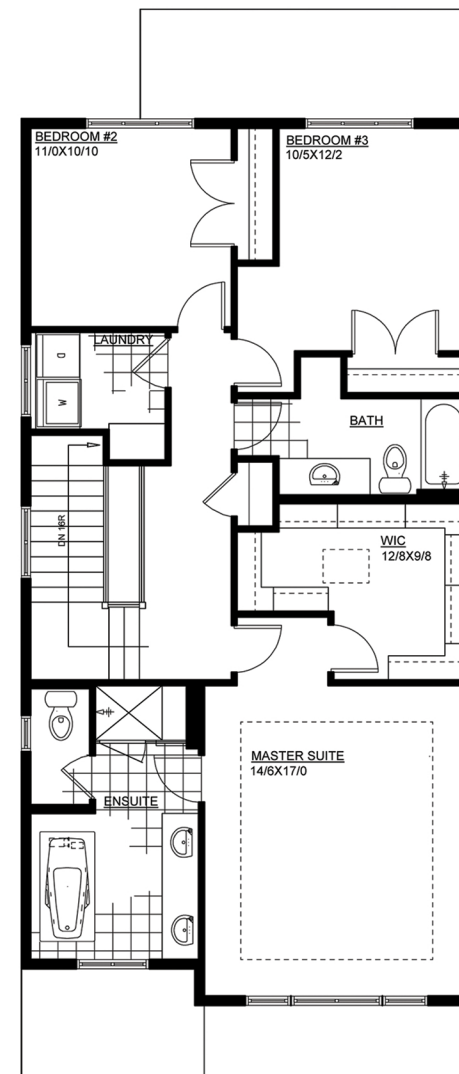 BEDROOM #2
11/0X10/10
BEDROOM #3
10/5X12/2
LAUNDRY
D
W
BATH
DN 16R
WIC
12/8X9/8
MASTER SUITE
14/6X17/0
ENSUITE